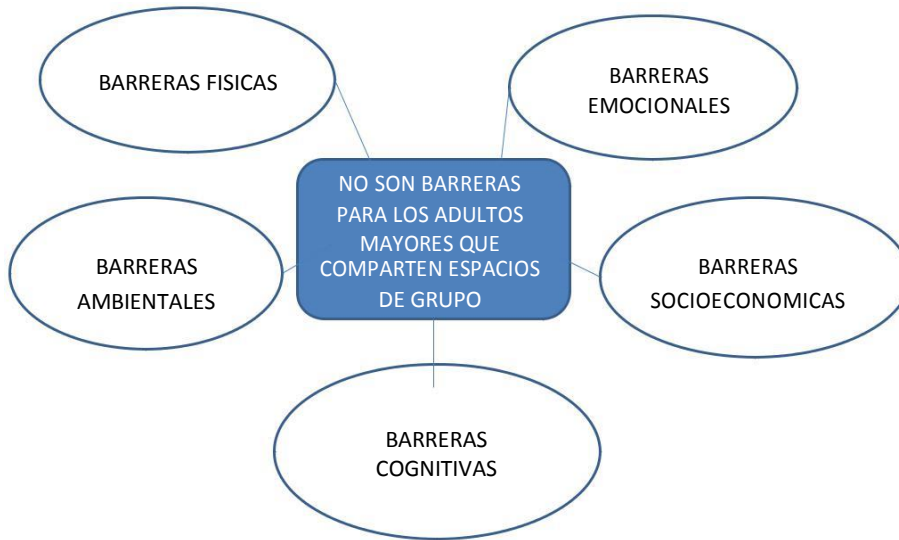 BARRERAS FISICAS
BARRERAS
EMOCIONALES
NO SON BARRERAS
PARA LOS ADULTOS
MAYORES QUE
COMPARTEN ESPACIOS
DE GRUPO
BARRERAS
AMBIENTALES
BARRERAS
SOCIOECONOMICAS
BARRERAS
COGNITIVAS